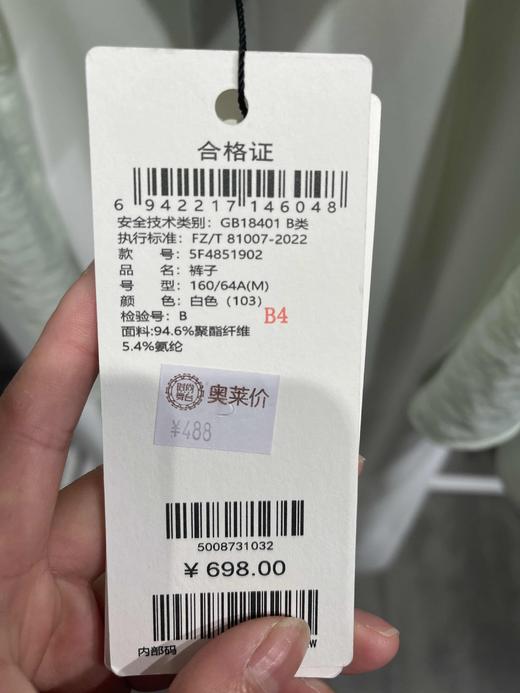 合格证
6 942217 146048
安全技术类别: GB18401 B类
执行标准: FZ/T 81007-2022
款 号: 5F4851902
品 名: 裤子
号 型: 160/64A(M)
颜 色: 白色 (103)
检验号: B
B4
面料:94.6%聚酯纤维
5.4%氨纶
奥莱价
¥488
5008731032
¥ 698.00
内部码
W